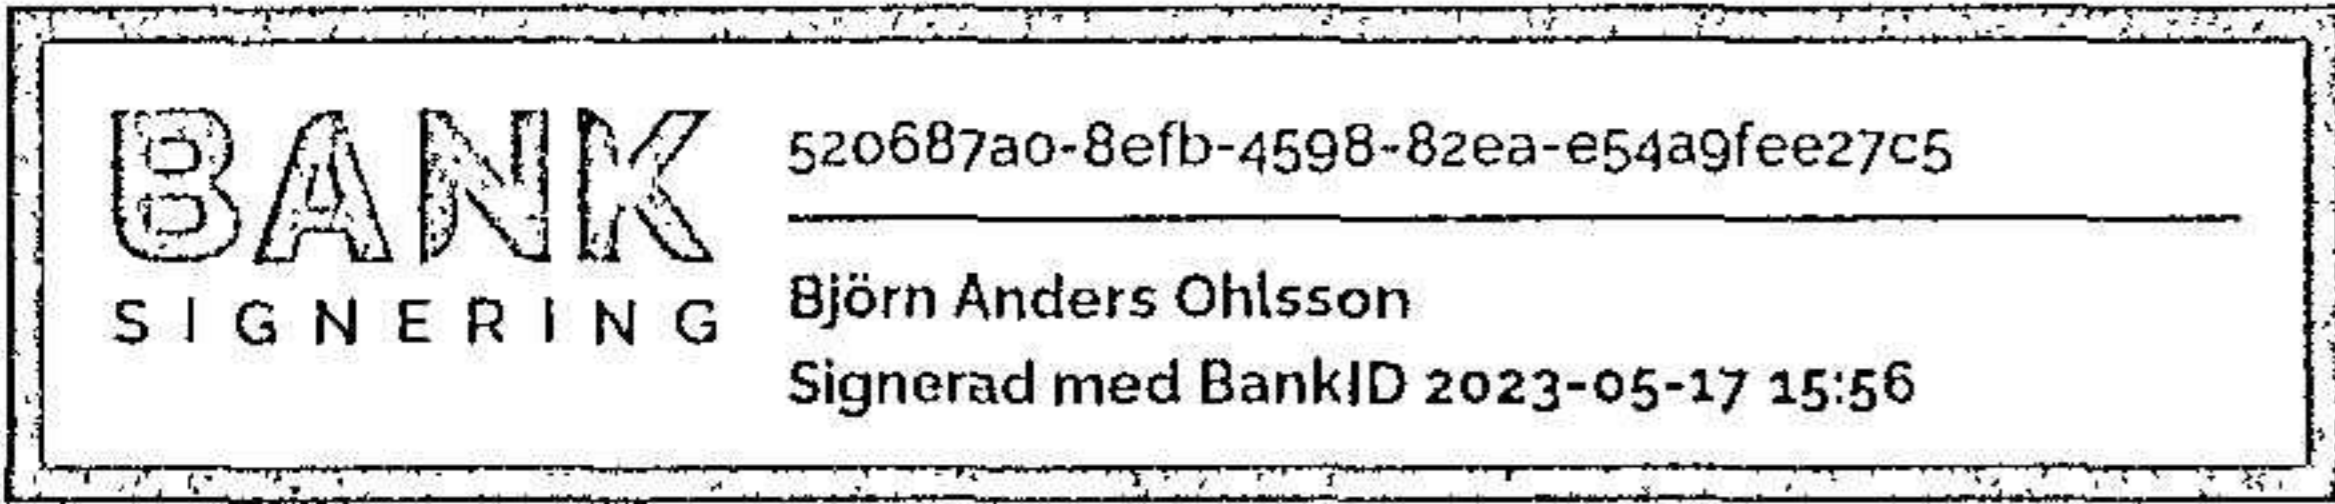 BANK
SIGNERING
520687a0-8efb-4598-82ea-e54a9fee27c5
Björn Anders Ohlsson
Signerad med BankID 2023-05-17 15:56